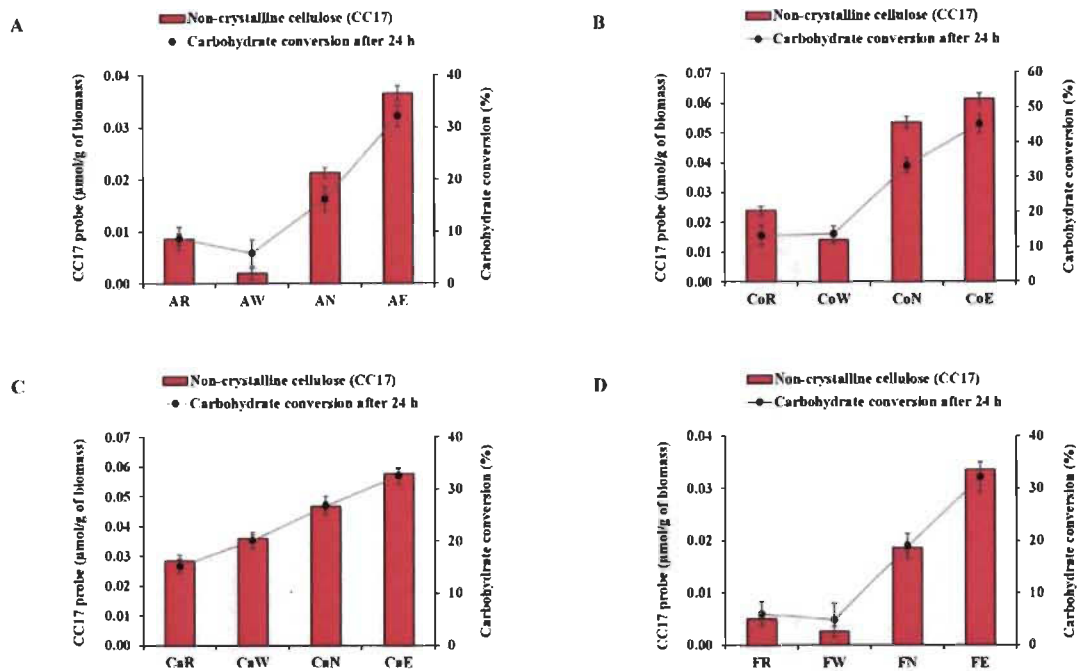 A
Non-crystalline cellulose (CC17)
Carbohydrate conversion after 24 h
CC17 probe (µmol/g of biomass)
0.04
0.03
0.02
0.01
0.00
40
30
20
10
0
Carbohydrate conversion (%)
AR AW AN AE
B
Non-crystalline cellulose (CC17)
Carbohydrate conversion after 24 h
CC17 probe (µmol/g of biomass)
0.07
0.06
0.05
0.04
0.03
0.02
0.01
0.00
60
50
40
30
20
10
0
Carbohydrate conversion (%)
CoR CoW CoN CoE
C
Non-crystalline cellulose (CC17)
Carbohydrate conversion after 24 h
CC17 probe (µmol/g of biomass)
0.07
0.06
0.05
0.04
0.03
0.02
0.01
0.00
40
30
20
10
0
Carbohydrate conversion (%)
CaR CaW CaN CaE
D
Non-crystalline cellulose (CC17)
Carbohydrate conversion after 24 h
CC17 probe (µmol/g of biomass)
0.04
0.03
0.02
0.01
0.00
40
30
20
10
0
Carbohydrate conversion (%)
FR FW FN FE